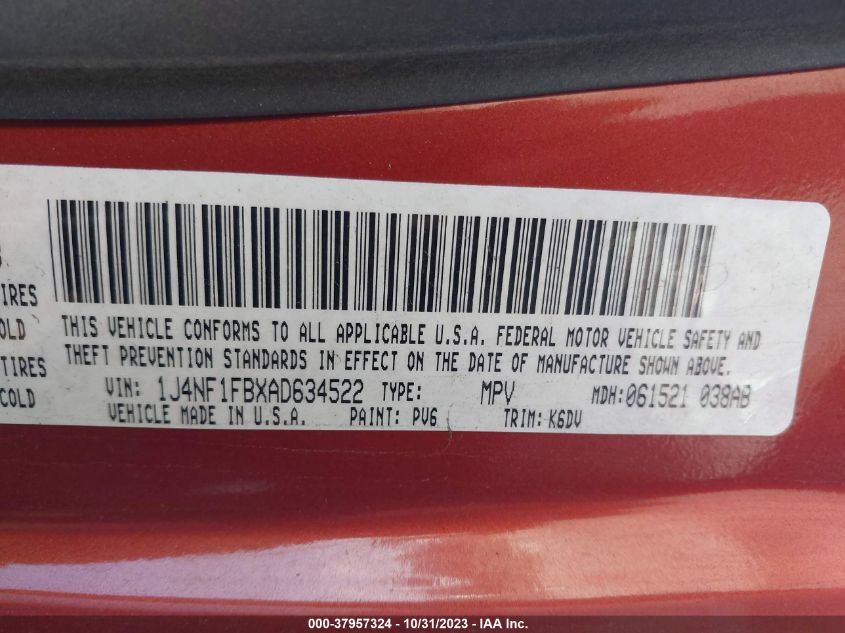 IRES
OLD
TIRES
COLD
THIS VEHICLE CONFORMS TO ALL APPLICABLE U.S.A. FEDERAL MOTOR VEHICLE SAFETY AND
THEFT PREVENTION STANDARDS IN EFFECT ON THE DATE OF MANUFACTURE SHOWN ABOVE.
VIN: 1J4NF1FBXAD634522 TYPE: MPV MDH:061521 038AB
VEHICLE MADE IN U.S.A. PAINT: PV6 TRIM: K6DV
000-37957324 - 10/31/2023 - IAA Inc.